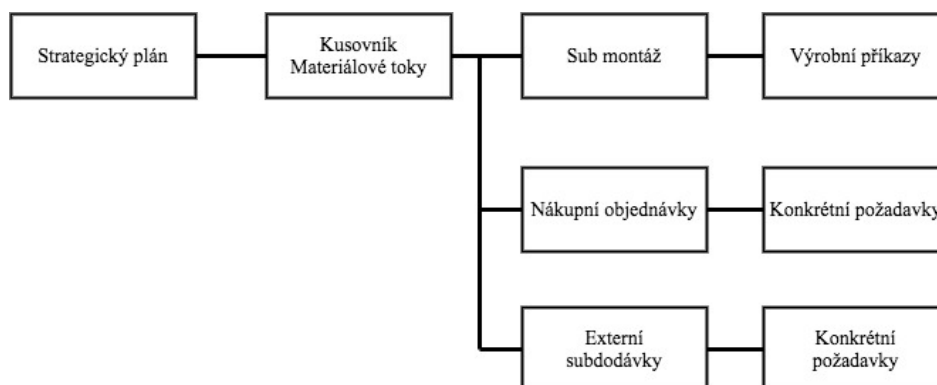 Strategický plán
Kusovník
Materiálové toky
Sub montáž
Výrobní příkazy
Nákupní objednávky
Konkrétní požadavky
Externí
subdodávky
Konkrétní
požadavky